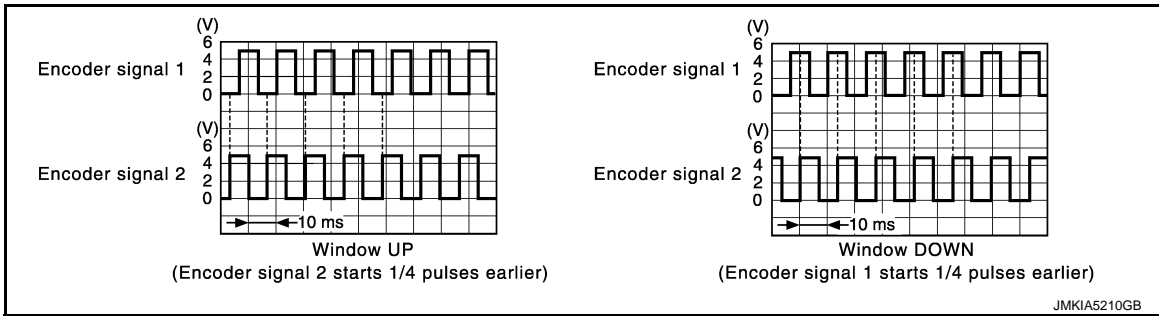 (V)
6
4
2
0
Encoder signal 1
(V)
6
4
2
0
Encoder signal 2
10 ms
Window UP
(Encoder signal 2 starts 1/4 pulses earlier)
(V)
6
4
2
0
Encoder signal 1
(V)
6
4
2
0
Encoder signal 2
10 ms
Window DOWN
(Encoder signal 1 starts 1/4 pulses earlier)
JMKIA5210GB